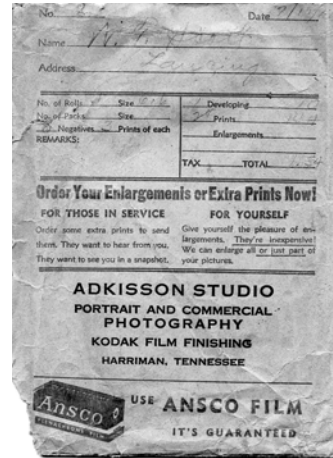 No. Date
Name
Address
No. of Rolls Size Developing
No. of Packs Size Prints
Negatives Prints of each Enlargements
REMARKS:
TAX TOTAL
Order Your Enlargements or Extra Prints Now!
FOR THOSE IN SERVICE FOR YOURSELF
Order some extra prints to send Give yourself the pleasure of en-
them. They want to hear from you. largements. They're inexpensive!
They want to see you in a snapshot. We can enlarge all or just part of
your pictures.
ADKISSON STUDIO
PORTRAIT AND COMMERCIAL
PHOTOGRAPHY
KODAK FILM FINISHING
HARRIMAN, TENNESSEE
Ansco
USE ANSCO FILM
IT'S GUARANTEED